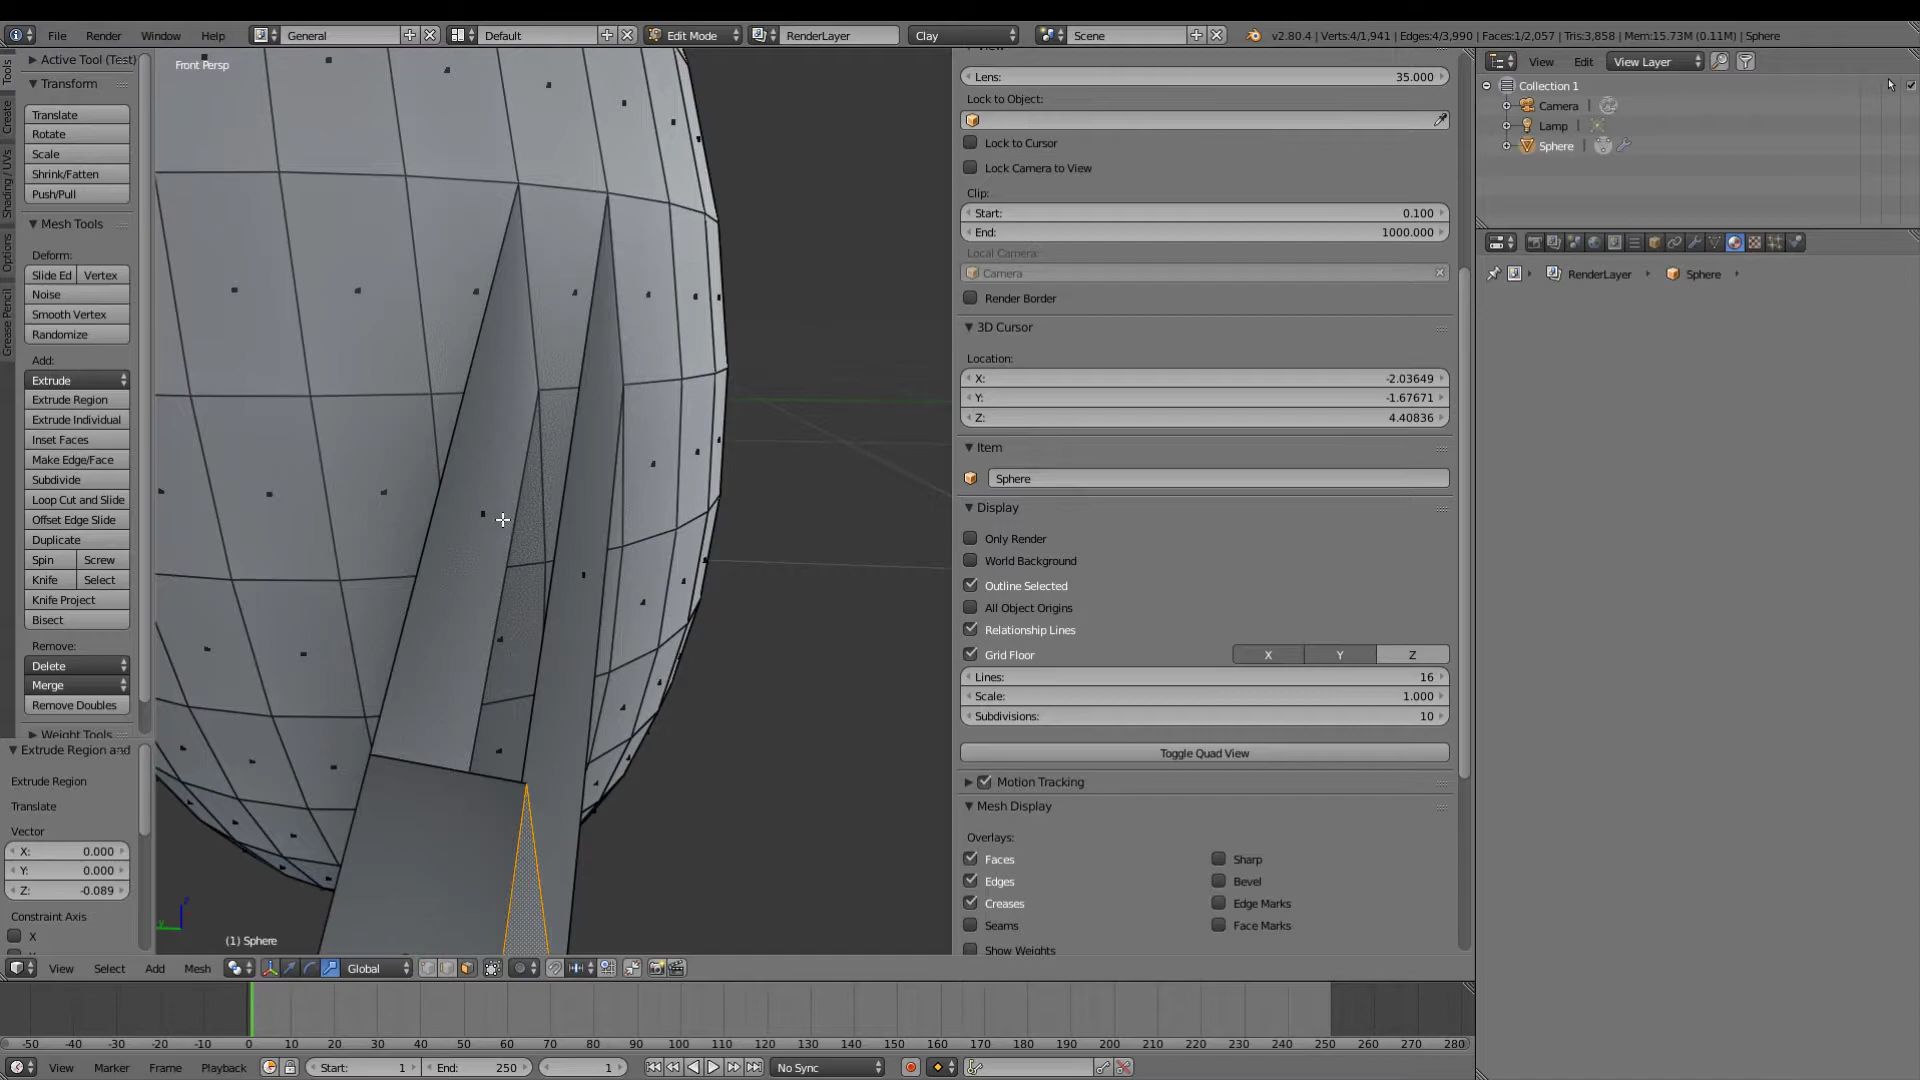 File Render Window Help General Default Edit Mode RenderLayer Clay Scene v2.80.4 | Verts:4/1,941 | Edges:4/3,990 | Faces:1/2,057 | Tris:3,858 | Mem:15.73M (0.11M) | Sphere
Tools
Create
Shading / UVs
Options
Grease Pencil
Active Tool (Test)
Transform
Translate
Rotate
Scale
Shrink/Fatten
Push/Pull
Mesh Tools
Deform:
Slide Ed Vertex
Noise
Smooth Vertex
Randomize
Add:
Extrude
Extrude Region
Extrude Individual
Inset Faces
Make Edge/Face
Subdivide
Loop Cut and Slide
Offset Edge Slide
Duplicate
Spin Screw
Knife Select
Knife Project
Bisect
Remove:
Delete
Merge
Remove Doubles
Weight Tools
Extrude Region and
Extrude Region
Translate
Vector
X: 0.000
Y: 0.000
Z: -0.089
Constraint Axis
X
Front Persp
(1) Sphere
View
Lens: 35.000
Lock to Object:
Lock to Cursor
Lock Camera to View
Clip:
Start: 0.100
End: 1000.000
Local Camera:
Camera
Render Border
3D Cursor
Location:
X: -2.03649
Y: -1.67671
Z: 4.40836
Item
Sphere
Display
Only Render
World Background
Outline Selected
All Object Origins
Relationship Lines
Grid Floor X Y Z
Lines: 16
Scale: 1.000
Subdivisions: 10
Toggle Quad View
Motion Tracking
Mesh Display
Overlays:
Faces Sharp
Edges Bevel
Creases Edge Marks
Seams Face Marks
Show Weights
View Edit View Layer
Collection 1
Camera
Lamp
Sphere
RenderLayer Sphere
View Select Add Mesh Global
-50 -40 -30 -20 -10 0 10 20 30 40 50 60 70 80 90 100 110 120 130 140 150 160 170 180 190 200 210 220 230 240 250 260 270 280
View Marker Frame Playback Start: 1 End: 250 1 No Sync